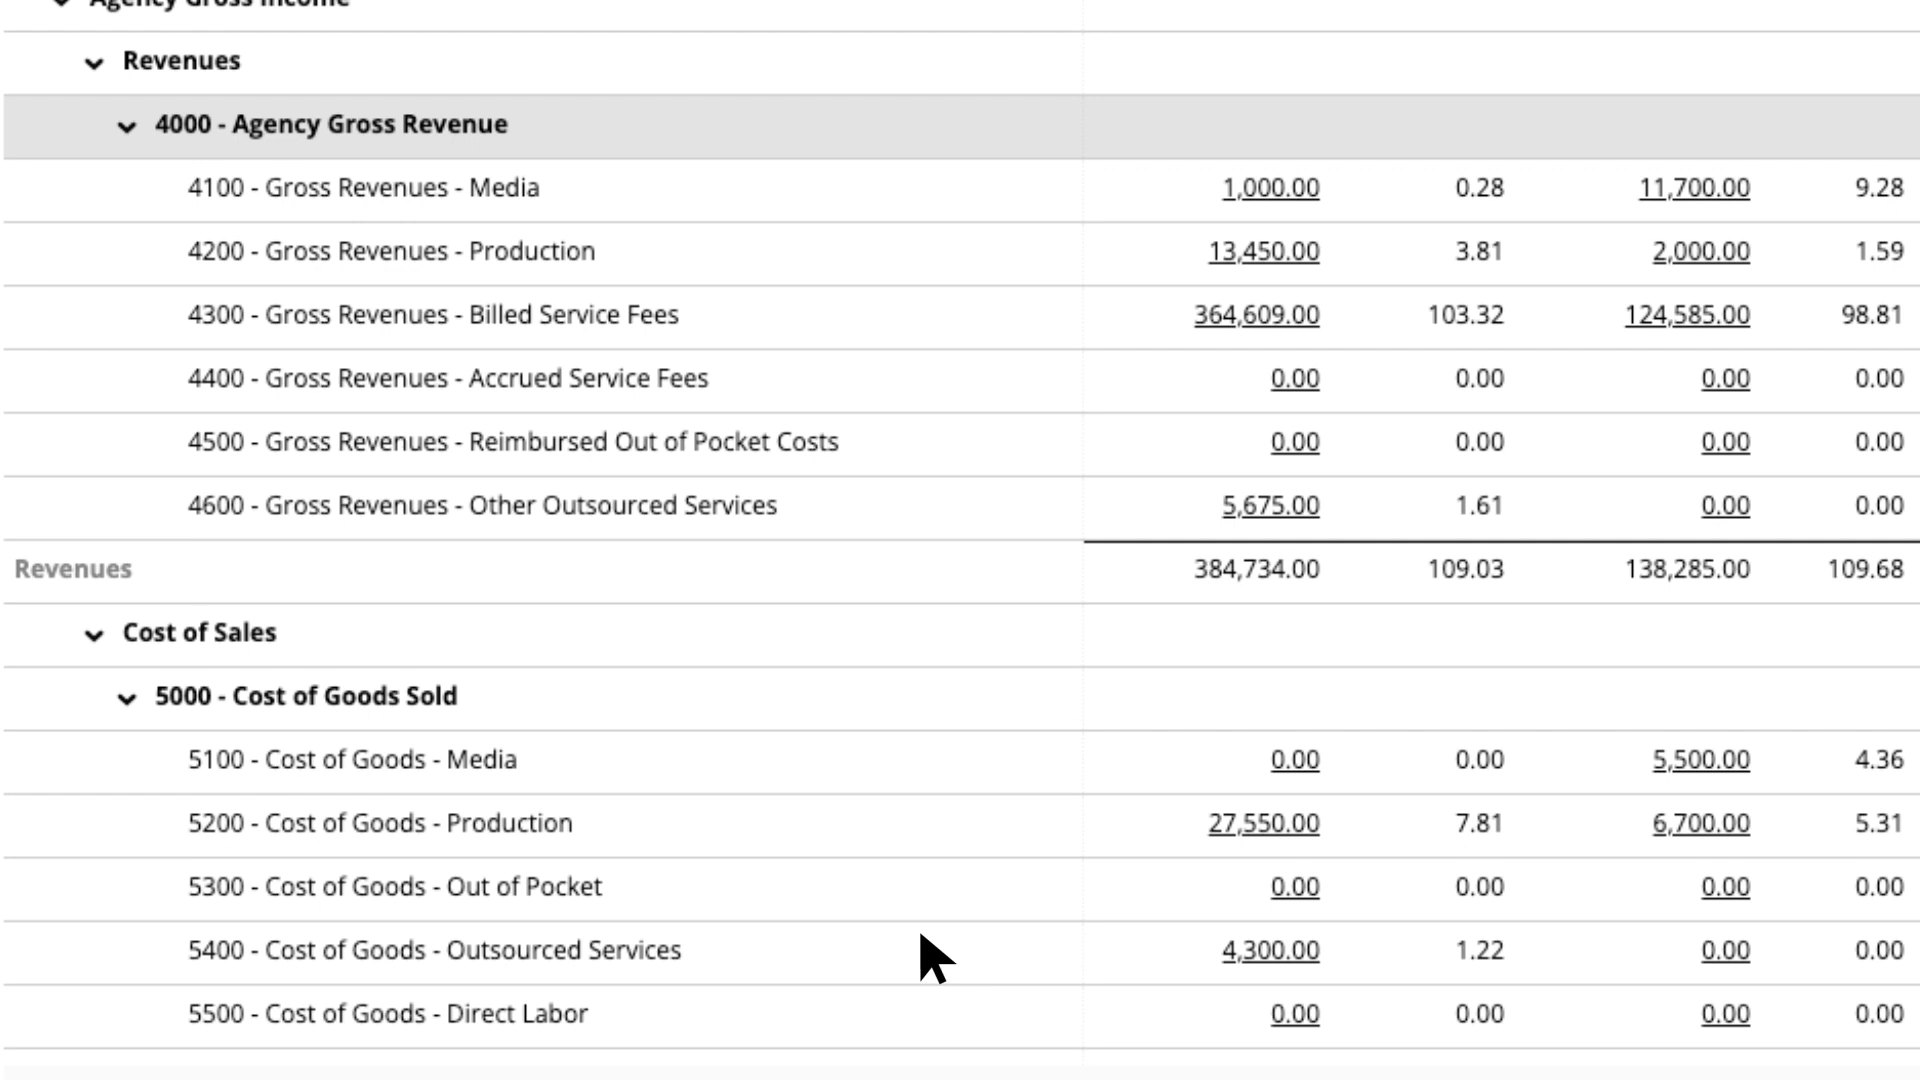 Agency Gross Income
Revenues
4000 - Agency Gross Revenue
4100 - Gross Revenues - Media 1,000.00 0.28 11,700.00 9.28
4200 - Gross Revenues - Production 13,450.00 3.81 2,000.00 1.59
4300 - Gross Revenues - Billed Service Fees 364,609.00 103.32 124,585.00 98.81
4400 - Gross Revenues - Accrued Service Fees 0.00 0.00 0.00 0.00
4500 - Gross Revenues - Reimbursed Out of Pocket Costs 0.00 0.00 0.00 0.00
4600 - Gross Revenues - Other Outsourced Services 5,675.00 1.61 0.00 0.00
Revenues 384,734.00 109.03 138,285.00 109.68
Cost of Sales
5000 - Cost of Goods Sold
5100 - Cost of Goods - Media 0.00 0.00 5,500.00 4.36
5200 - Cost of Goods - Production 27,550.00 7.81 6,700.00 5.31
5300 - Cost of Goods - Out of Pocket 0.00 0.00 0.00 0.00
5400 - Cost of Goods - Outsourced Services 4,300.00 1.22 0.00 0.00
5500 - Cost of Goods - Direct Labor 0.00 0.00 0.00 0.00